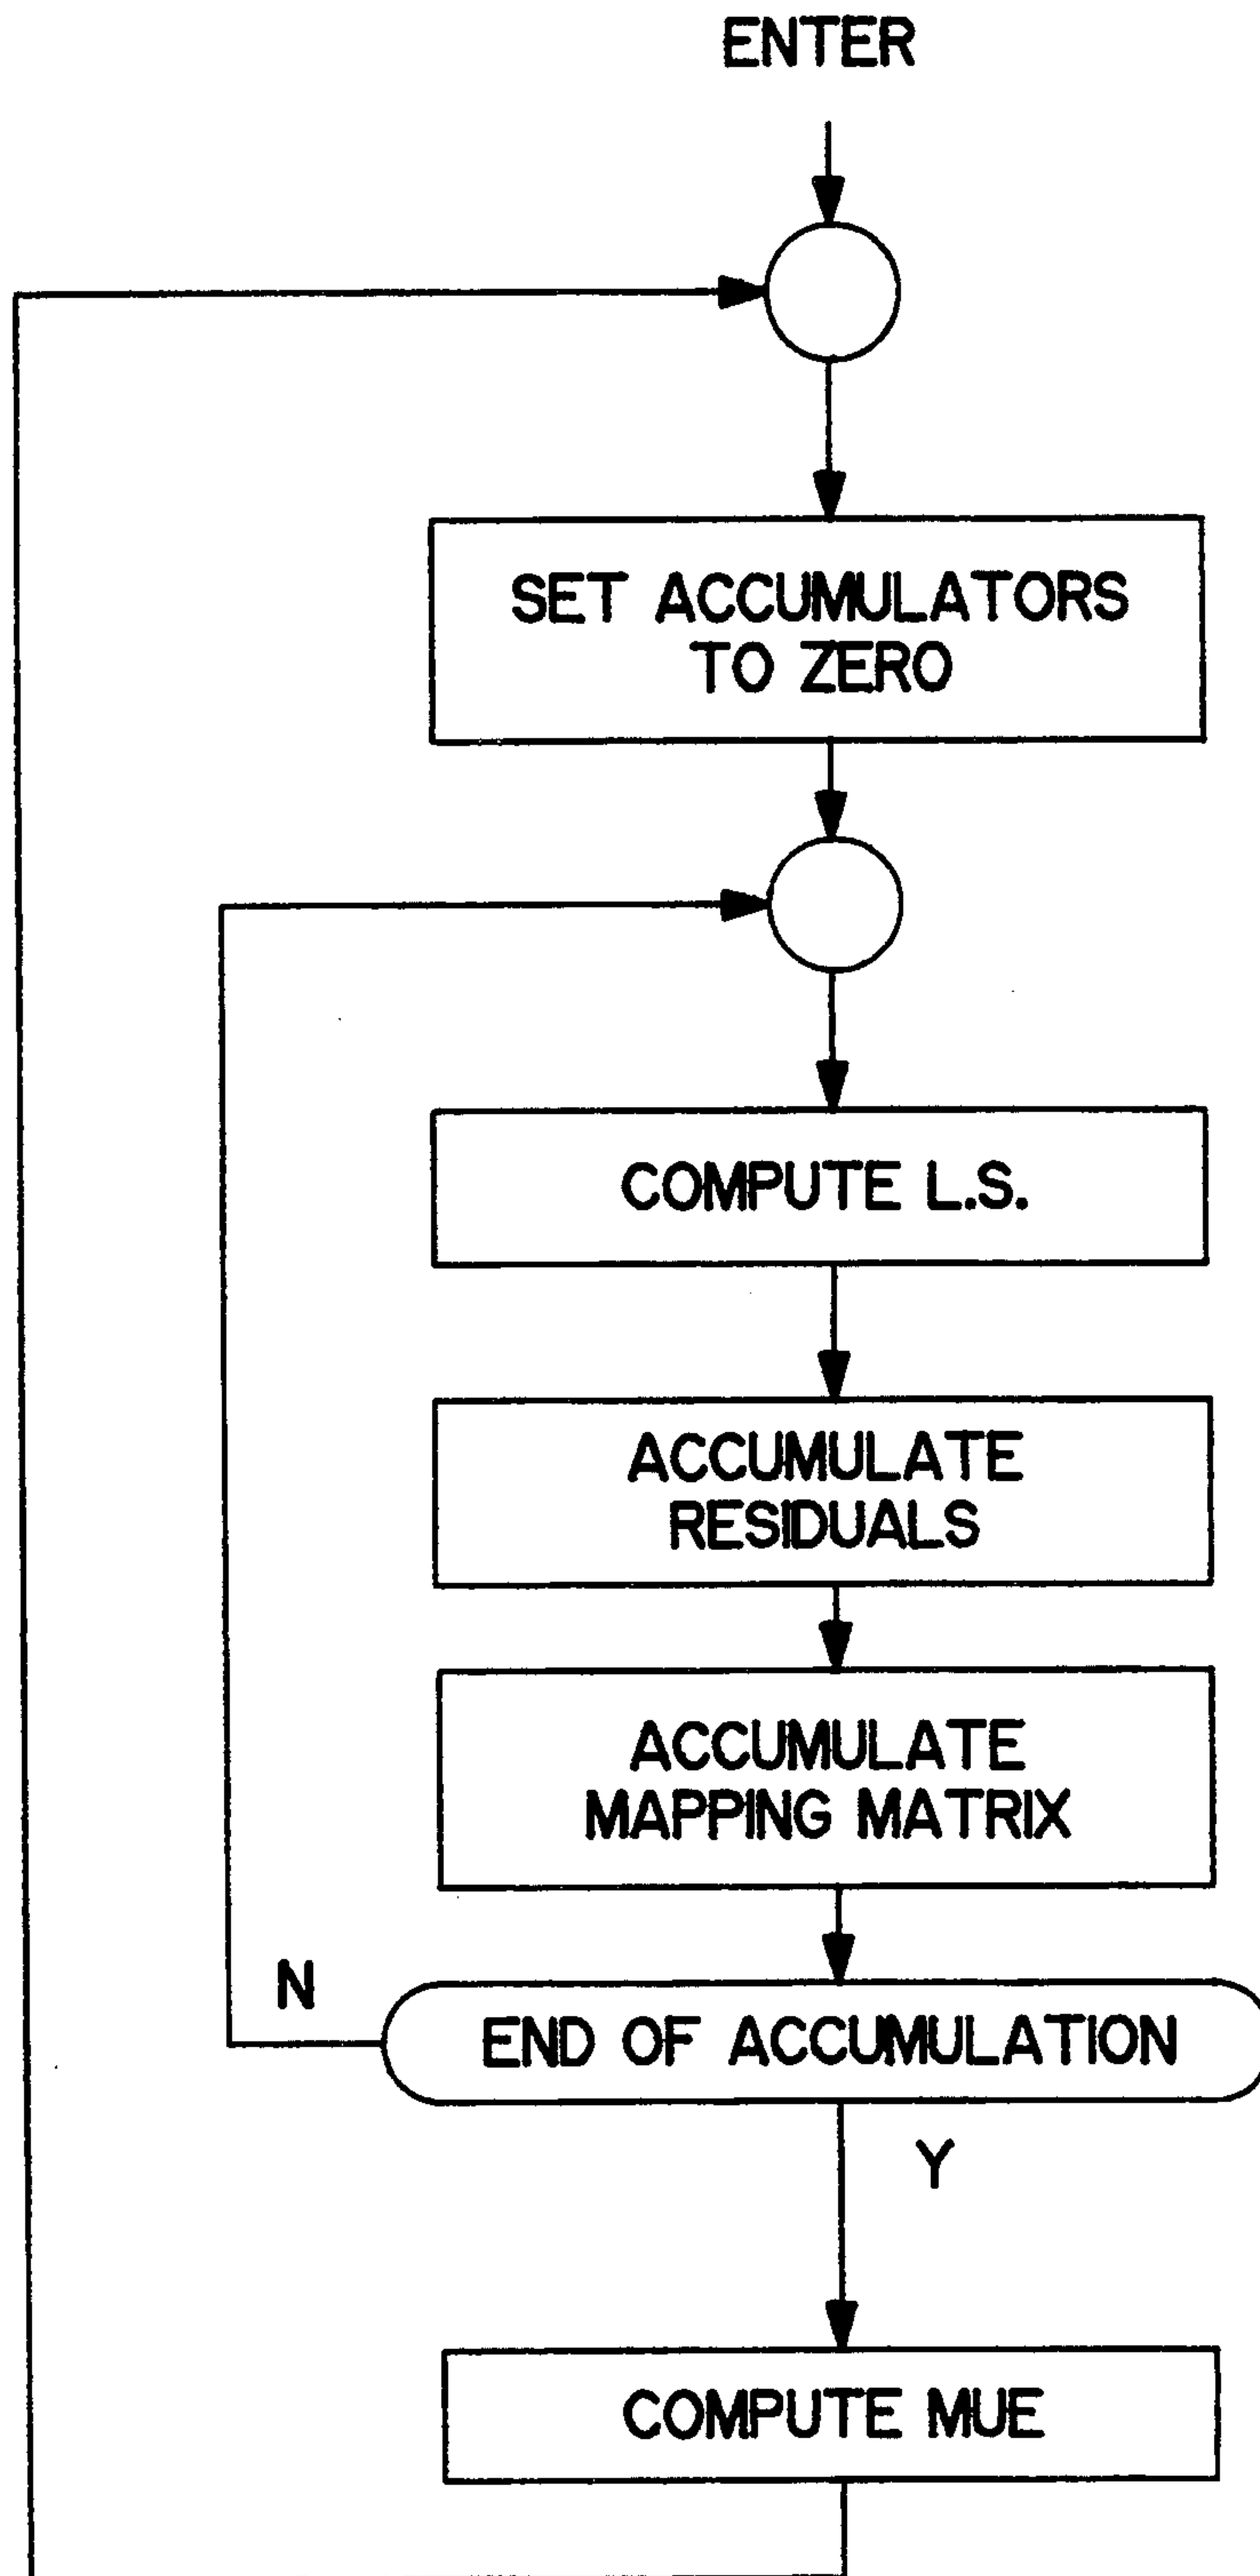 ENTER
SET ACCUMULATORS
TO ZERO
COMPUTE L.S.
ACCUMULATE
RESIDUALS
ACCUMULATE
MAPPING MATRIX
N
END OF ACCUMULATION
Y
COMPUTE MUE